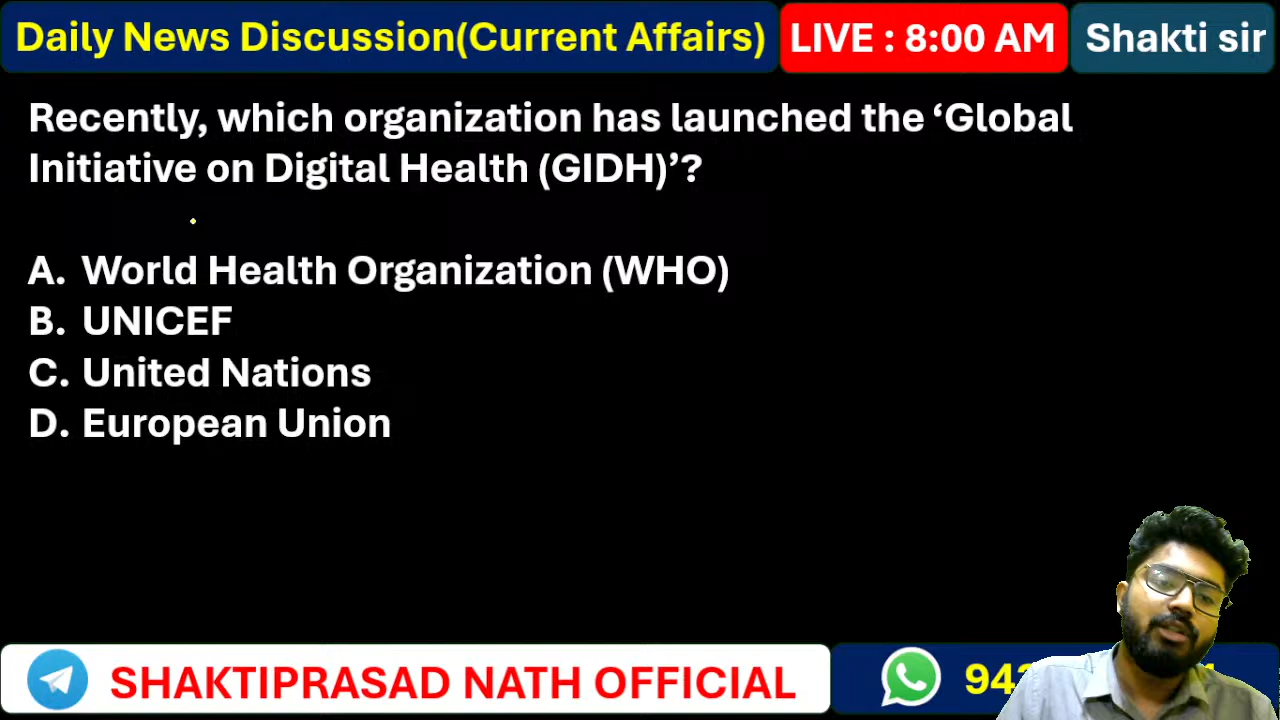 Daily News Discussion(Current Affairs) LIVE : 8:00 AM Shakti sir
Recently, which organization has launched the ‘Global
Initiative on Digital Health (GIDH)’?
A. World Health Organization (WHO)
B. UNICEF
C. United Nations
D. European Union
SHAKTIPRASAD NATH OFFICIAL